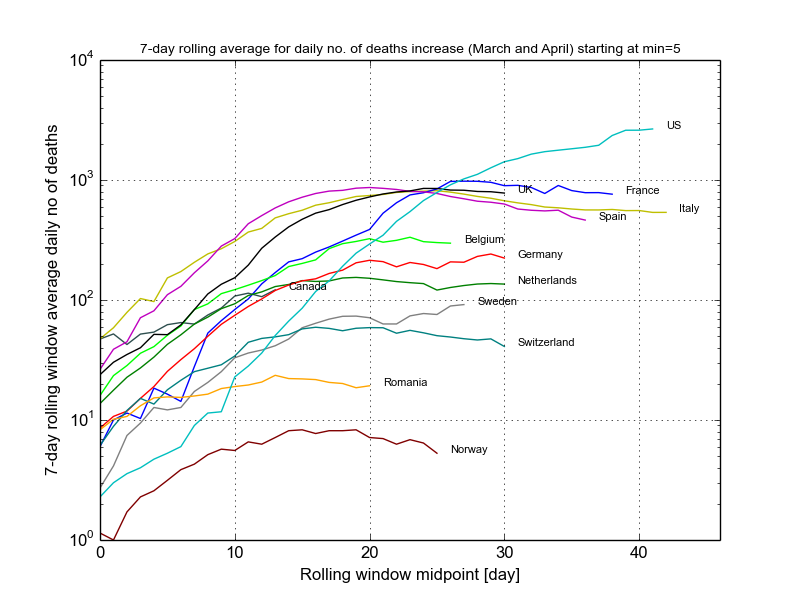 7-day rolling average for daily no. of deaths increase (March and April) starting at min=5
7-day rolling window average daily no of deaths
10^4
10^3
10^2
10^1
10^0
US
UK
France
Italy
Spain
Belgium
Germany
Netherlands
Canada
Sweden
Switzerland
Romania
Norway
0 10 20 30 40
Rolling window midpoint [day]